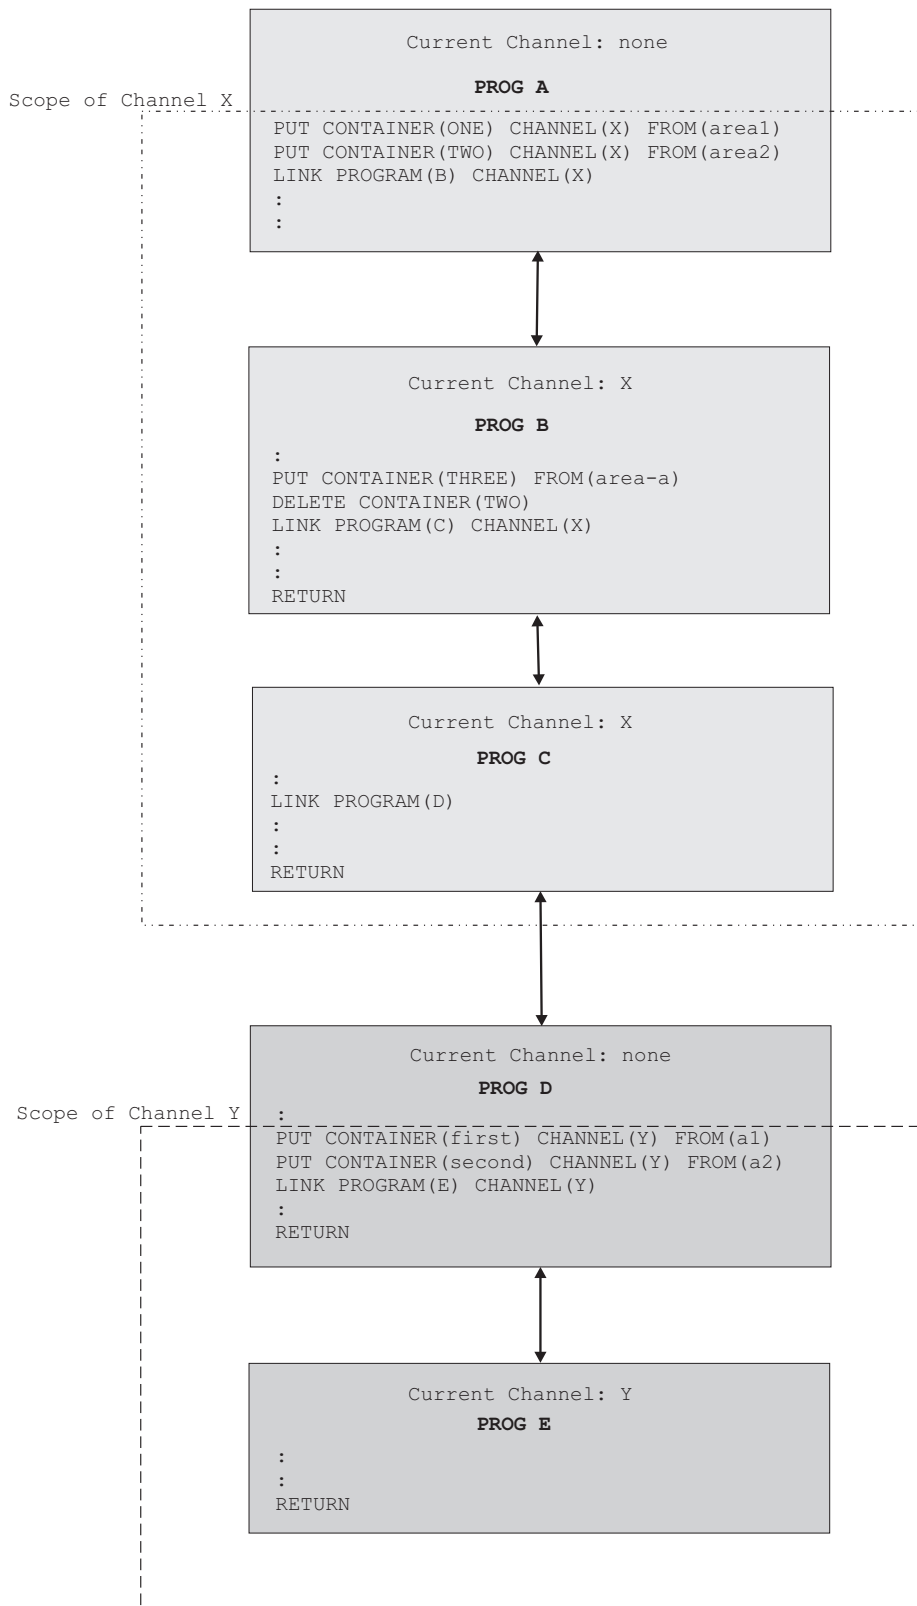 Current Channel: none
PROG A
Scope of Channel X
PUT CONTAINER(ONE) CHANNEL(X) FROM(area1)
PUT CONTAINER(TWO) CHANNEL(X) FROM(area2)
LINK PROGRAM(B) CHANNEL(X)
:
:
Current Channel: X
PROG B
:
PUT CONTAINER(THREE) FROM(area-a)
DELETE CONTAINER(TWO)
LINK PROGRAM(C) CHANNEL(X)
:
:
RETURN
Current Channel: X
PROG C
:
LINK PROGRAM(D)
:
:
RETURN
Current Channel: none
PROG D
Scope of Channel Y
:
PUT CONTAINER(first) CHANNEL(Y) FROM(a1)
PUT CONTAINER(second) CHANNEL(Y) FROM(a2)
LINK PROGRAM(E) CHANNEL(Y)
:
RETURN
Current Channel: Y
PROG E
:
:
RETURN